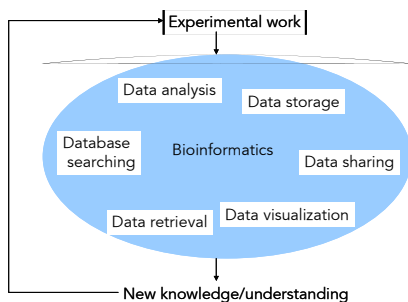 Experimental work
Data analysis
Data storage
Database
searching
Bioinformatics
Data sharing
Data retrieval
Data visualization
New knowledge/understanding